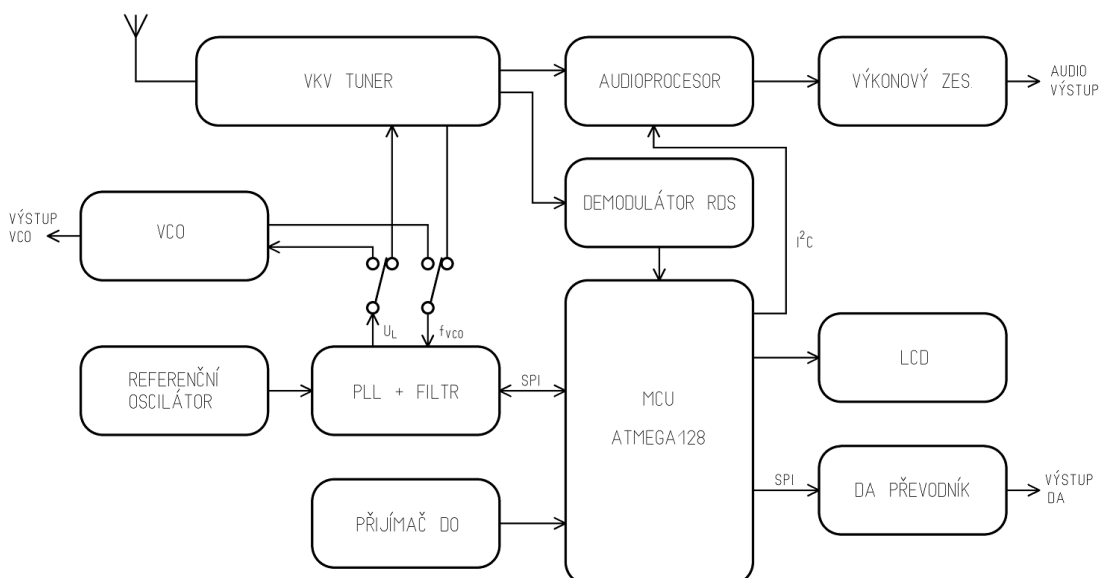 VKV TUNER
AUDIOPROCESOR
VÝKONOVÝ ZES.
AUDIO
VÝSTUP
DEMODULÁTOR RDS
VÝSTUP
VCO
VCO
I²C
U_L
f_VCO
REFERENČNÍ
OSCILÁTOR
PLL + FILTR
SPI
MCU
ATMEGA128
LCD
SPI
DA PŘEVODNÍK
VÝSTUP
DA
PŘIJÍMAČ DO